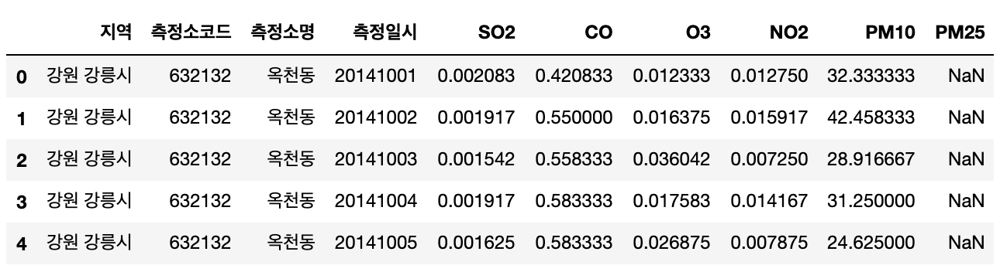 지역 측정소코드 측정소명 측정일시 SO2 CO O3 NO2 PM10 PM25
0 강원 강릉시 632132 옥천동 20141001 0.002083 0.420833 0.012333 0.012750 32.333333 NaN
1 강원 강릉시 632132 옥천동 20141002 0.001917 0.550000 0.016375 0.015917 42.458333 NaN
2 강원 강릉시 632132 옥천동 20141003 0.001542 0.558333 0.036042 0.007250 28.916667 NaN
3 강원 강릉시 632132 옥천동 20141004 0.001917 0.583333 0.017583 0.014167 31.250000 NaN
4 강원 강릉시 632132 옥천동 20141005 0.001625 0.583333 0.026875 0.007875 24.625000 NaN